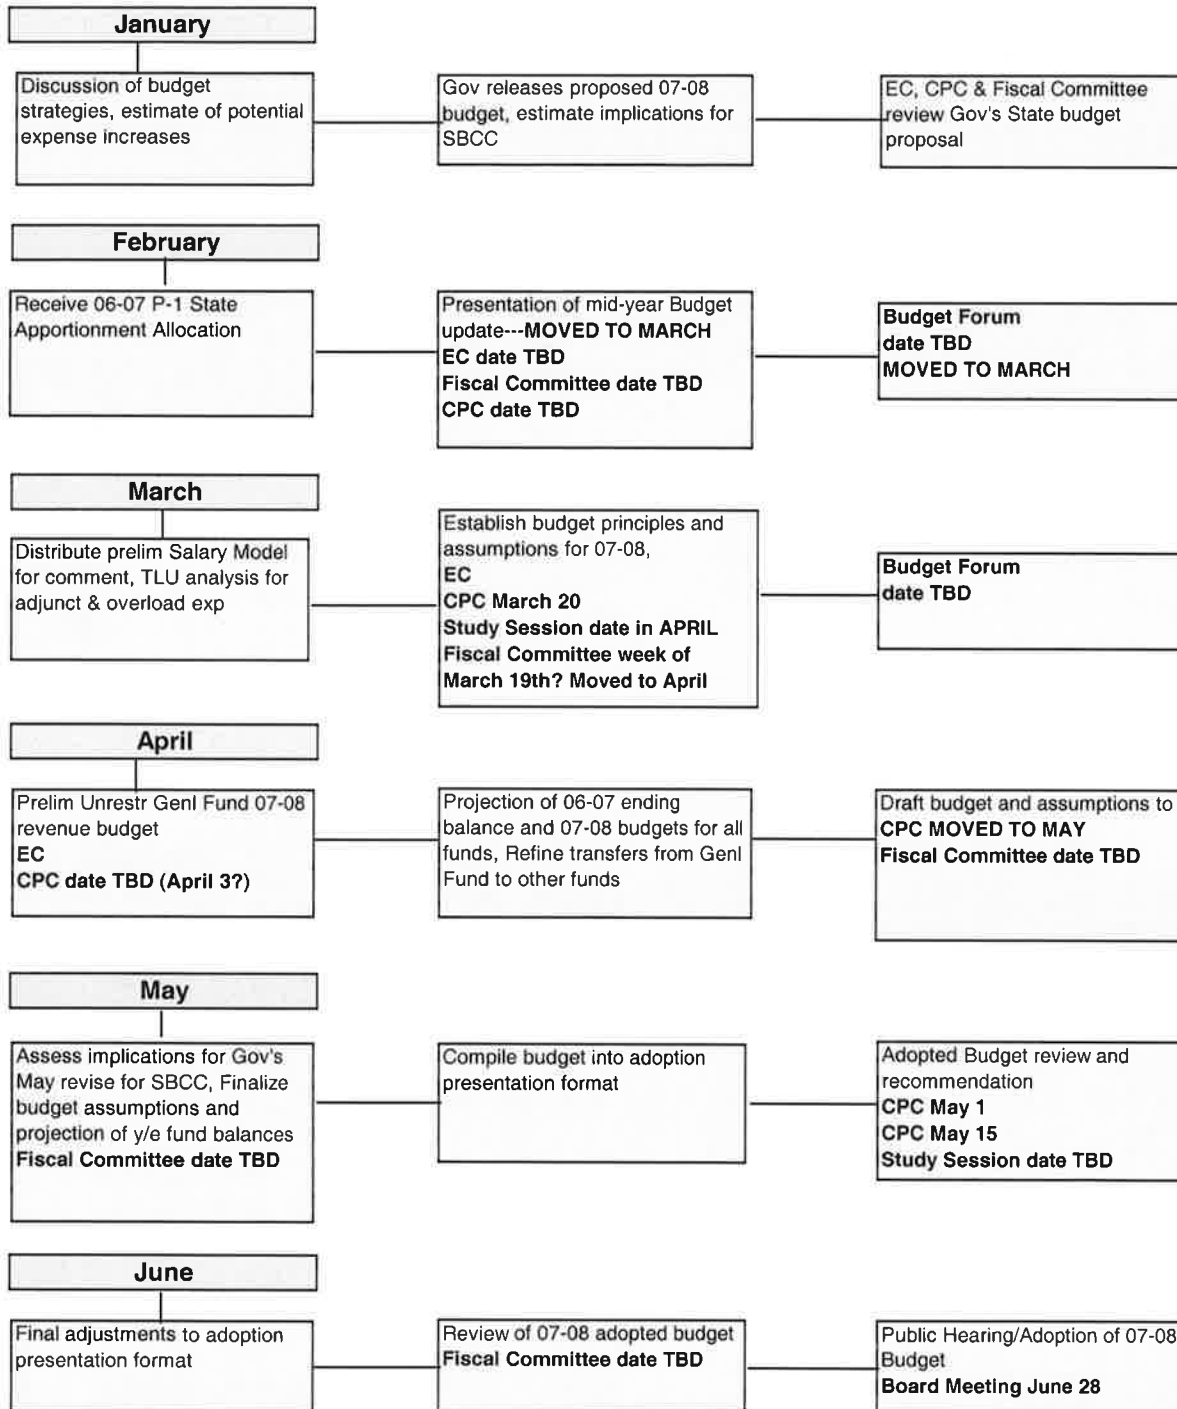 January
Discussion of budget
strategies, estimate of potential
expense increases
Gov releases proposed 07-08
budget, estimate implications for
SBCC
EC, CPC & Fiscal Committee
review Gov's State budget
proposal
February
Receive 06-07 P-1 State
Apportionment Allocation
Presentation of mid-year Budget
update---MOVED TO MARCH
EC date TBD
Fiscal Committee date TBD
CPC date TBD
Budget Forum
date TBD
MOVED TO MARCH
March
Distribute prelim Salary Model
for comment, TLU analysis for
adjunct & overload exp
Establish budget principles and
assumptions for 07-08,
EC
CPC March 20
Study Session date in APRIL
Fiscal Committee week of
March 19th? Moved to April
Budget Forum
date TBD
April
Prelim Unrestr Genl Fund 07-08
revenue budget
EC
CPC date TBD (April 3?)
Projection of 06-07 ending
balance and 07-08 budgets for all
funds, Refine transfers from Genl
Fund to other funds
Draft budget and assumptions to
CPC MOVED TO MAY
Fiscal Committee date TBD
May
Assess implications for Gov's
May revise for SBCC, Finalize
budget assumptions and
projection of y/e fund balances
Fiscal Committee date TBD
Compile budget into adoption
presentation format
Adopted Budget review and
recommendation
CPC May 1
CPC May 15
Study Session date TBD
June
Final adjustments to adoption
presentation format
Review of 07-08 adopted budget
Fiscal Committee date TBD
Public Hearing/Adoption of 07-08
Budget
Board Meeting June 28